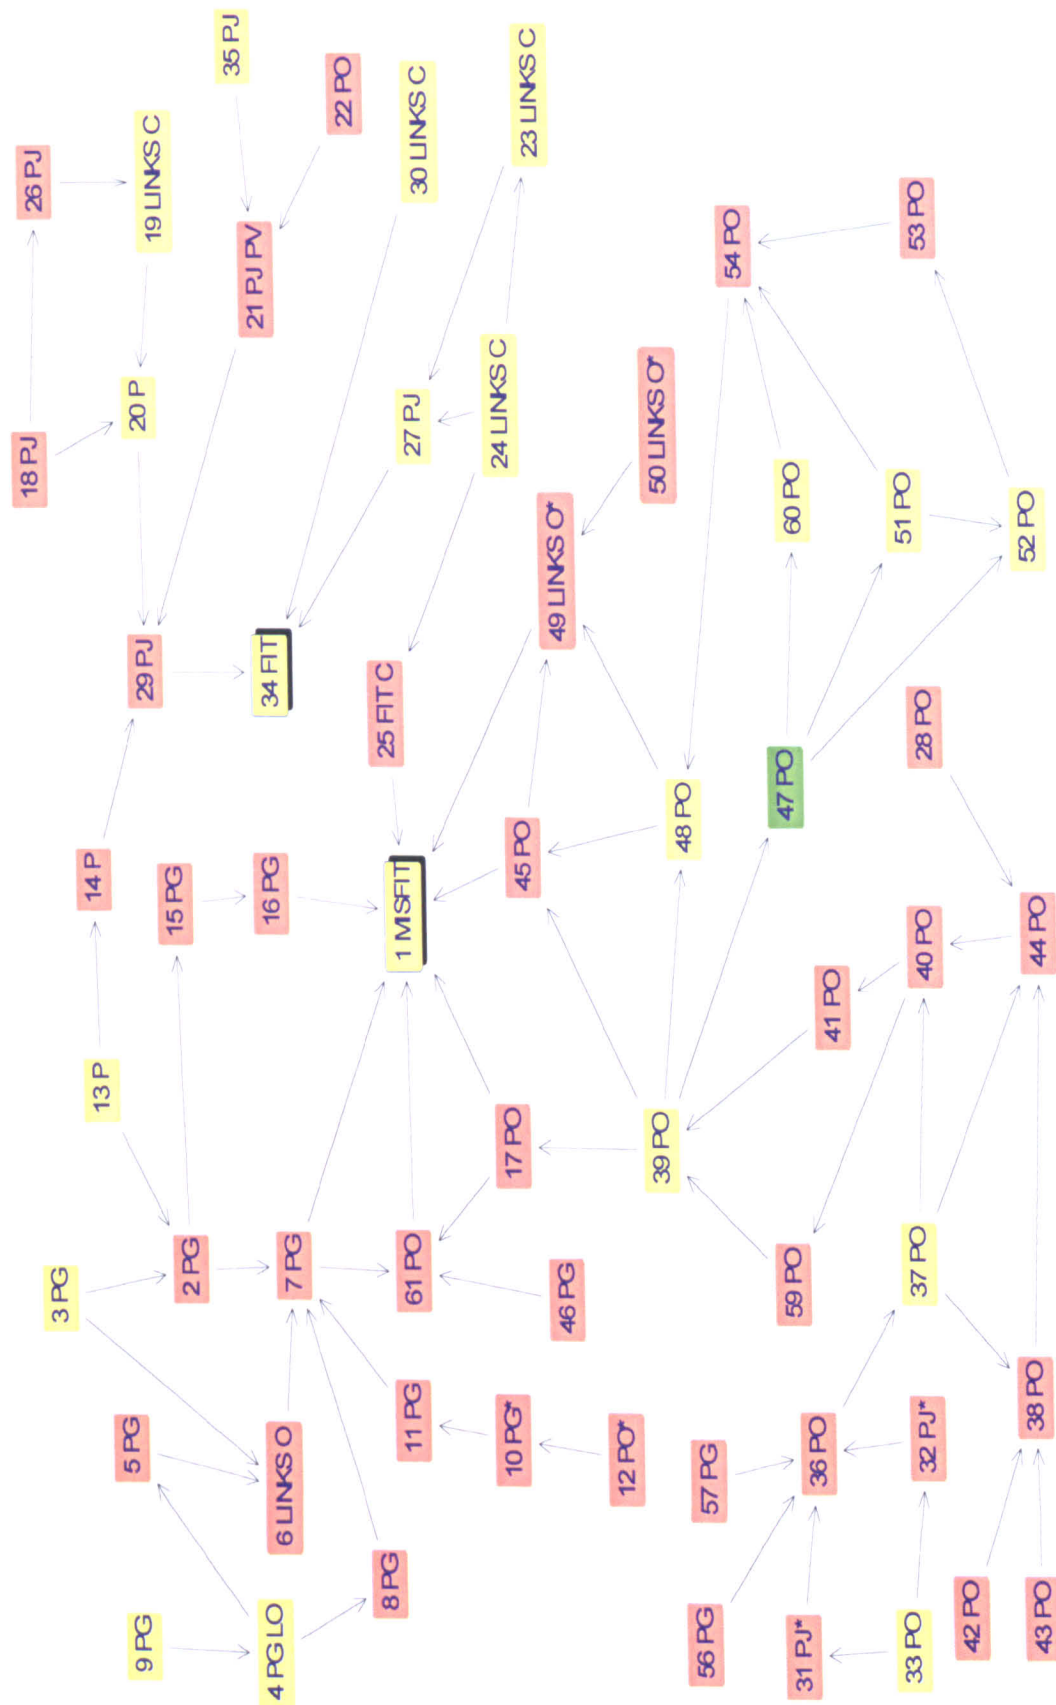 18 PJ
26 PJ
3 PG
13 P
14 P
9 PG
5 PG
29 PJ
20 P
19 LINKS C
2 PG
15 PG
35 PJ
4 PG LO
6 LINKS O
7 PG
16 PG
34 FIT
21 PJ PV
22 PO
8 PG
25 FIT C
11 PG
61 PO
1 MISFIT
27 PJ
30 LINKS C
10 PG*
17 PO
45 PO
24 LINKS C
23 LINKS C
46 PG
49 LINKS O*
12 PO*
39 PO
48 PO
50 LINKS O*
56 PG
57 PG
54 PO
31 PJ*
36 PO
59 PO
41 PO
47 PO
60 PO
33 PO
32 PJ*
37 PO
40 PO
28 PO
51 PO
53 PO
42 PO
43 PO
38 PO
44 PO
52 PO